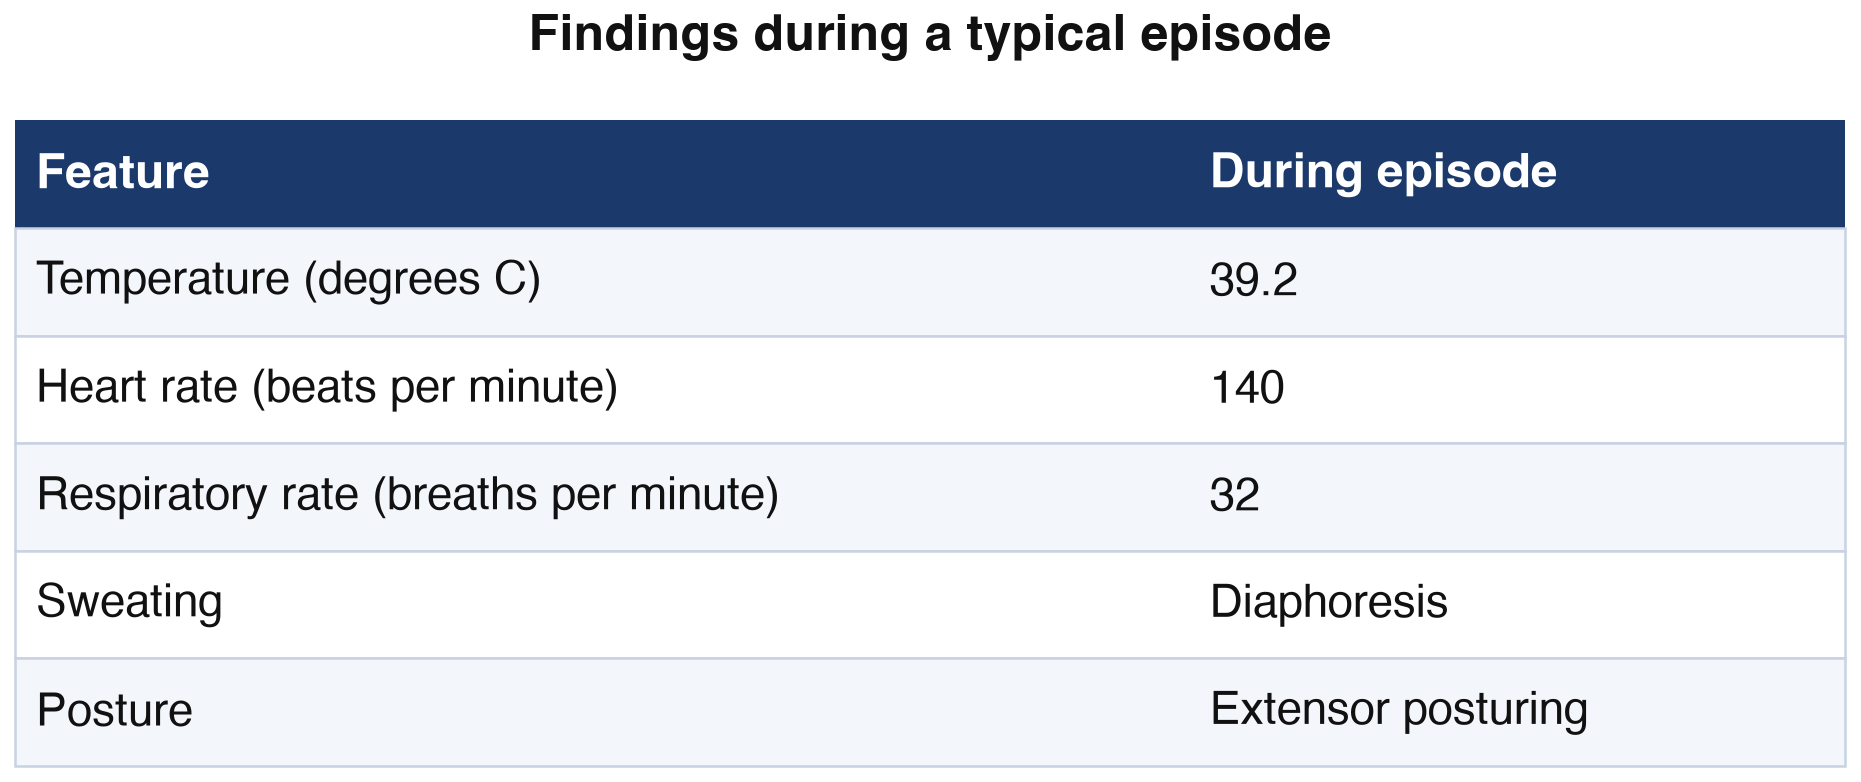 Findings during a typical episode
Feature During episode
Temperature (degrees C) 39.2
Heart rate (beats per minute) 140
Respiratory rate (breaths per minute) 32
Sweating Diaphoresis
Posture Extensor posturing